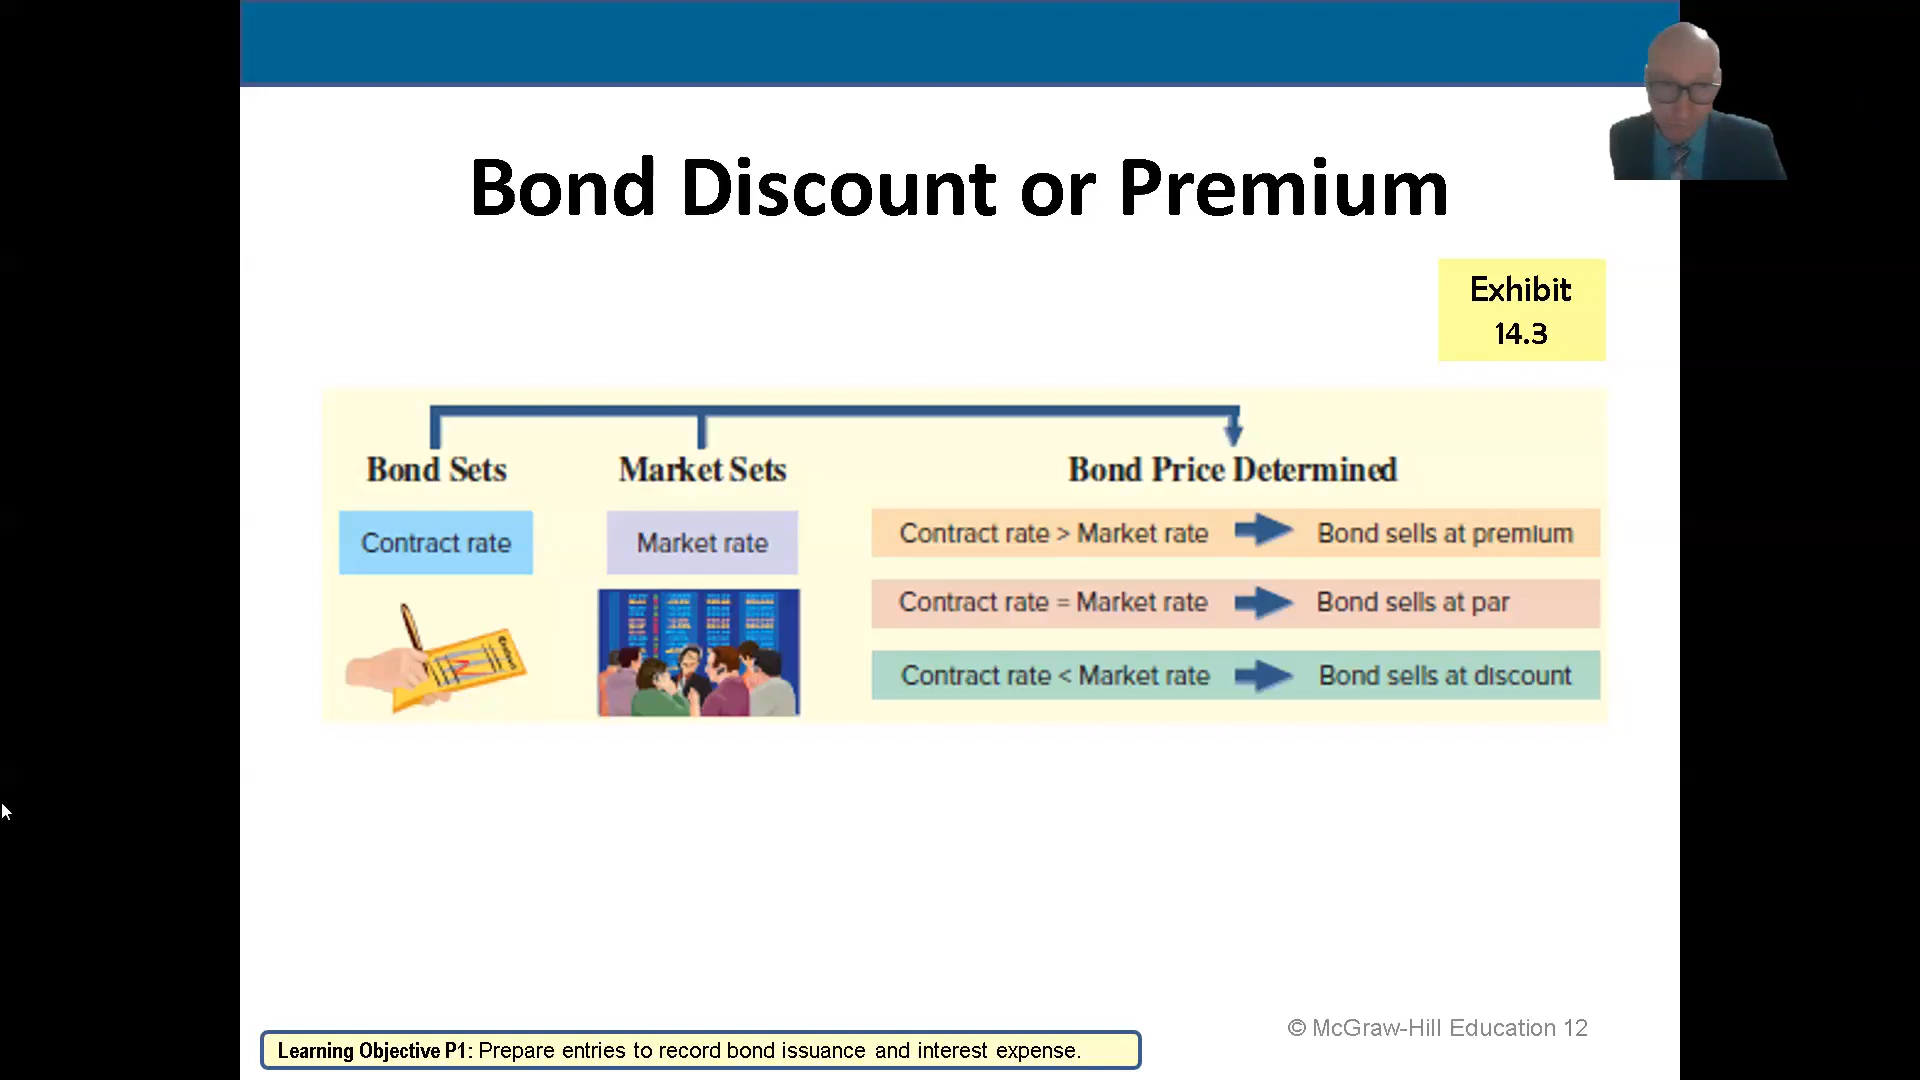 Bond Discount or Premium
Exhibit
14.3
Bond Sets
Market Sets
Bond Price Determined
Contract rate
Market rate
Contract rate > Market rate
Bond sells at premium
Contract rate = Market rate
Bond sells at par
Contract rate < Market rate
Bond sells at discount
© McGraw-Hill Education 12
Learning Objective P1: Prepare entries to record bond issuance and interest expense.